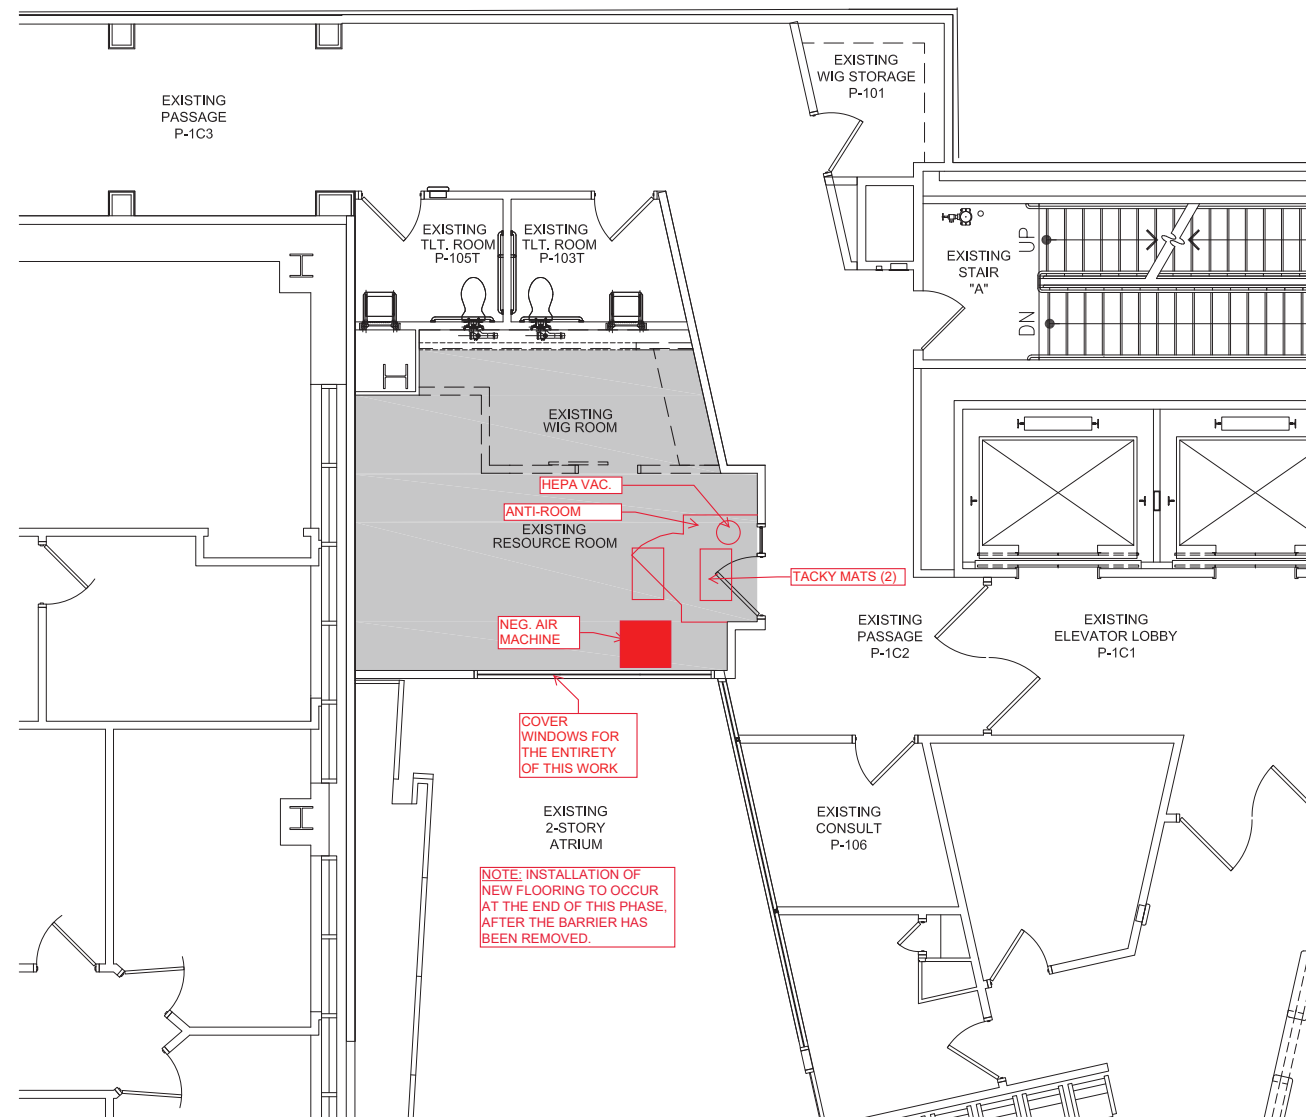 EXISTING
WIG STORAGE
P-101
EXISTING
PASSAGE
P-1C3
EXISTING
TLT. ROOM
P-105T
EXISTING
TLT. ROOM
P-103T
EXISTING
STAIR
"A"
UP
DN
EXISTING
WIG ROOM
HEPA VAC.
ANTI-ROOM
EXISTING
RESOURCE ROOM
TACKY MATS (2)
NEG. AIR
MACHINE
EXISTING
PASSAGE
P-1C2
EXISTING
ELEVATOR LOBBY
P-1C1
COVER
WINDOWS FOR
THE ENTIRETY
OF THIS WORK
EXISTING
2-STORY
ATRIUM
EXISTING
CONSULT
P-106
NOTE: INSTALLATION OF
NEW FLOORING TO OCCUR
AT THE END OF THIS PHASE,
AFTER THE BARRIER HAS
BEEN REMOVED.